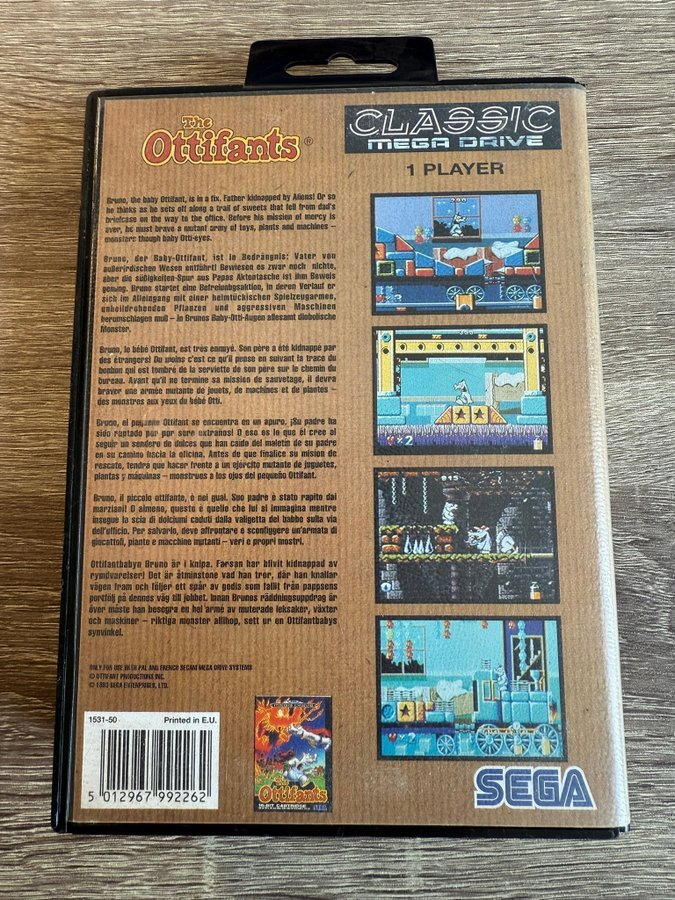 The
Ottifants®
CLASSIC
MEGA DRIVE
1 PLAYER
Bruno, the baby Ottifant, is in a fix. Father kidnapped by Aliens! Or so
he thinks as he sets off along a trail of sweets that fell from dad's
briefcase on the way to the office. Before his mission of mercy is
over, he must brave a mutant army of toys, plants and machines –
monsters though baby Otti-eyes.
Bruno, der Baby-Ottifant, ist in Bedrängnis: Vater von
außerirdischen Wesen entführt! Bewiesen es zwar noch nichts,
aber die süßigkeiten-Spur aus Papas Aktentasche ist ihm Beweis
genung. Bruno startet eine Befreiungsaktion, in deren Verlauf er
sich im Alleingang mit einer heimtückischen Spielzeugarmee,
unheildrohenden Pflanzen und aggressiven Maschinen
herumschlagen muß – in Brunos Baby-Otti-Augen allesamt diabolische
Monster.
Bruno, le bébé Ottifant, est très ennuyé. Son père a été kidnappé par
des étrangers! Du moins c'est ce qu'il pense en suivant la trace du
bonbon qui est tombé de la serviette de son père sur le chemin du
bureau. Avant qu'il ne termine sa mission de sauvetage, il devra
braver une armée mutante de jouets, de machines et de plantes –
des monstres aux yeux du bébé Otti.
Bruno, el pequeño Ottifant se encuentra en un apuro. ¡Su padre ha
sido raptado por por sere extraños! O eso es lo que él cree al
seguir un sendero de dulces que han caído del maletin de su padre
en su camino hacia la oficina. Antes de que finalice su misión de
rescate, tendra que hacer frente a un ejército mutante de joguetes,
plantas y máquinas – monstrues a los ojos del pequeño Ottifant.
Bruno, il piccolo ottifante, è nei guai. Suo padre è stato rapito dai
marziani! O almeno, questo è quello che lui si immagina mentre
insegue la scia di dolciumi caduti dalla valigetta del babbo sulla via
dell'ufficio. Per salvarlo, deve affrontare e sconfiggere un'armata di
giocattoli, piante e macchine mutanti – veri e propri mostri.
Ottifantbabyn Bruno är i knipa. Farsan har blivit kidnappad av
rymdvarelser! Det är åtminstone vad han tror, där han knallar
vägen fram och följer ett spår av godis som fallit från pappsens
portfölj på dennes väg till jobbet. Innan Brunos räddningsuppdrag är
över måste han besegra en hel armé av muterade leksaker, växter
och maskiner – riktiga monster allihop, sett ur en Ottifantbabys
synvinkel.
ONLY FOR USE WITH PAL AND FRENCH SECAM MEGA DRIVE SYSTEMS
© OTTIFANT PRODUCTIONS INC.
© 1993 SEGA ENTERPRISES, LTD.
1531-50 Printed in E.U.
5 012967 992262
The
Ottifants
16-BIT CARTRIDGE
SEGA
×3
×2
SEGA